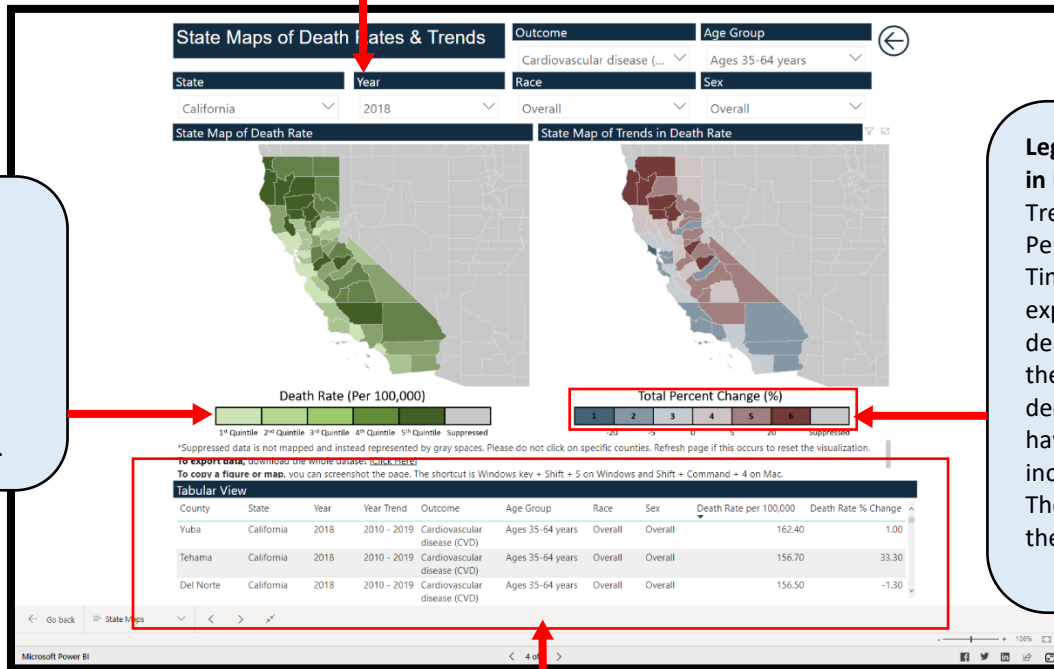 State Maps of Death Rates & Trends
Outcome
Age Group
Cardiovascular disease (...
Ages 35-64 years
State
Year
Race
Sex
California
2018
Overall
Overall
State Map of Death Rate
State Map of Trends in Death Rate
Death Rate (Per 100,000)
1st Quintile 2nd Quintile 3rd Quintile 4th Quintile 5th Quintile Suppressed
Total Percent Change (%)
1 2 3 4 5 6
-20 -5 0 5 20 Suppressed
*Suppressed data is not mapped and instead represented by gray spaces. Please do not click on specific counties. Refresh page if this occurs to reset the visualization.
To export data, download the whole dataset [Click Here]
To copy a figure or map, you can screenshot the page. The shortcut is Windows key + Shift + S on Windows and Shift + Command + 4 on Mac.
Tabular View
County State Year Year Trend Outcome Age Group Race Sex Death Rate per 100,000 Death Rate % Change
Yuba California 2018 2010 - 2019 Cardiovascular disease (CVD) Ages 35-64 years Overall Overall 162.40 1.00
Tehama California 2018 2010 - 2019 Cardiovascular disease (CVD) Ages 35-64 years Overall Overall 156.70 33.30
Del Norte California 2018 2010 - 2019 Cardiovascular disease (CVD) Ages 35-64 years Overall Overall 156.50 -1.30
Go back
State Maps
Microsoft Power BI
4 of
106%
in
Tre
Pe
exp
the
hav
The
the